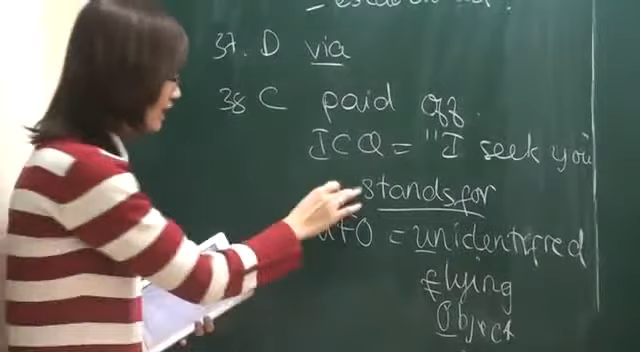 37. D via
38 C paid off.
ICQ = "I seek you"
stands for
UFO = unidentified
flying
Object